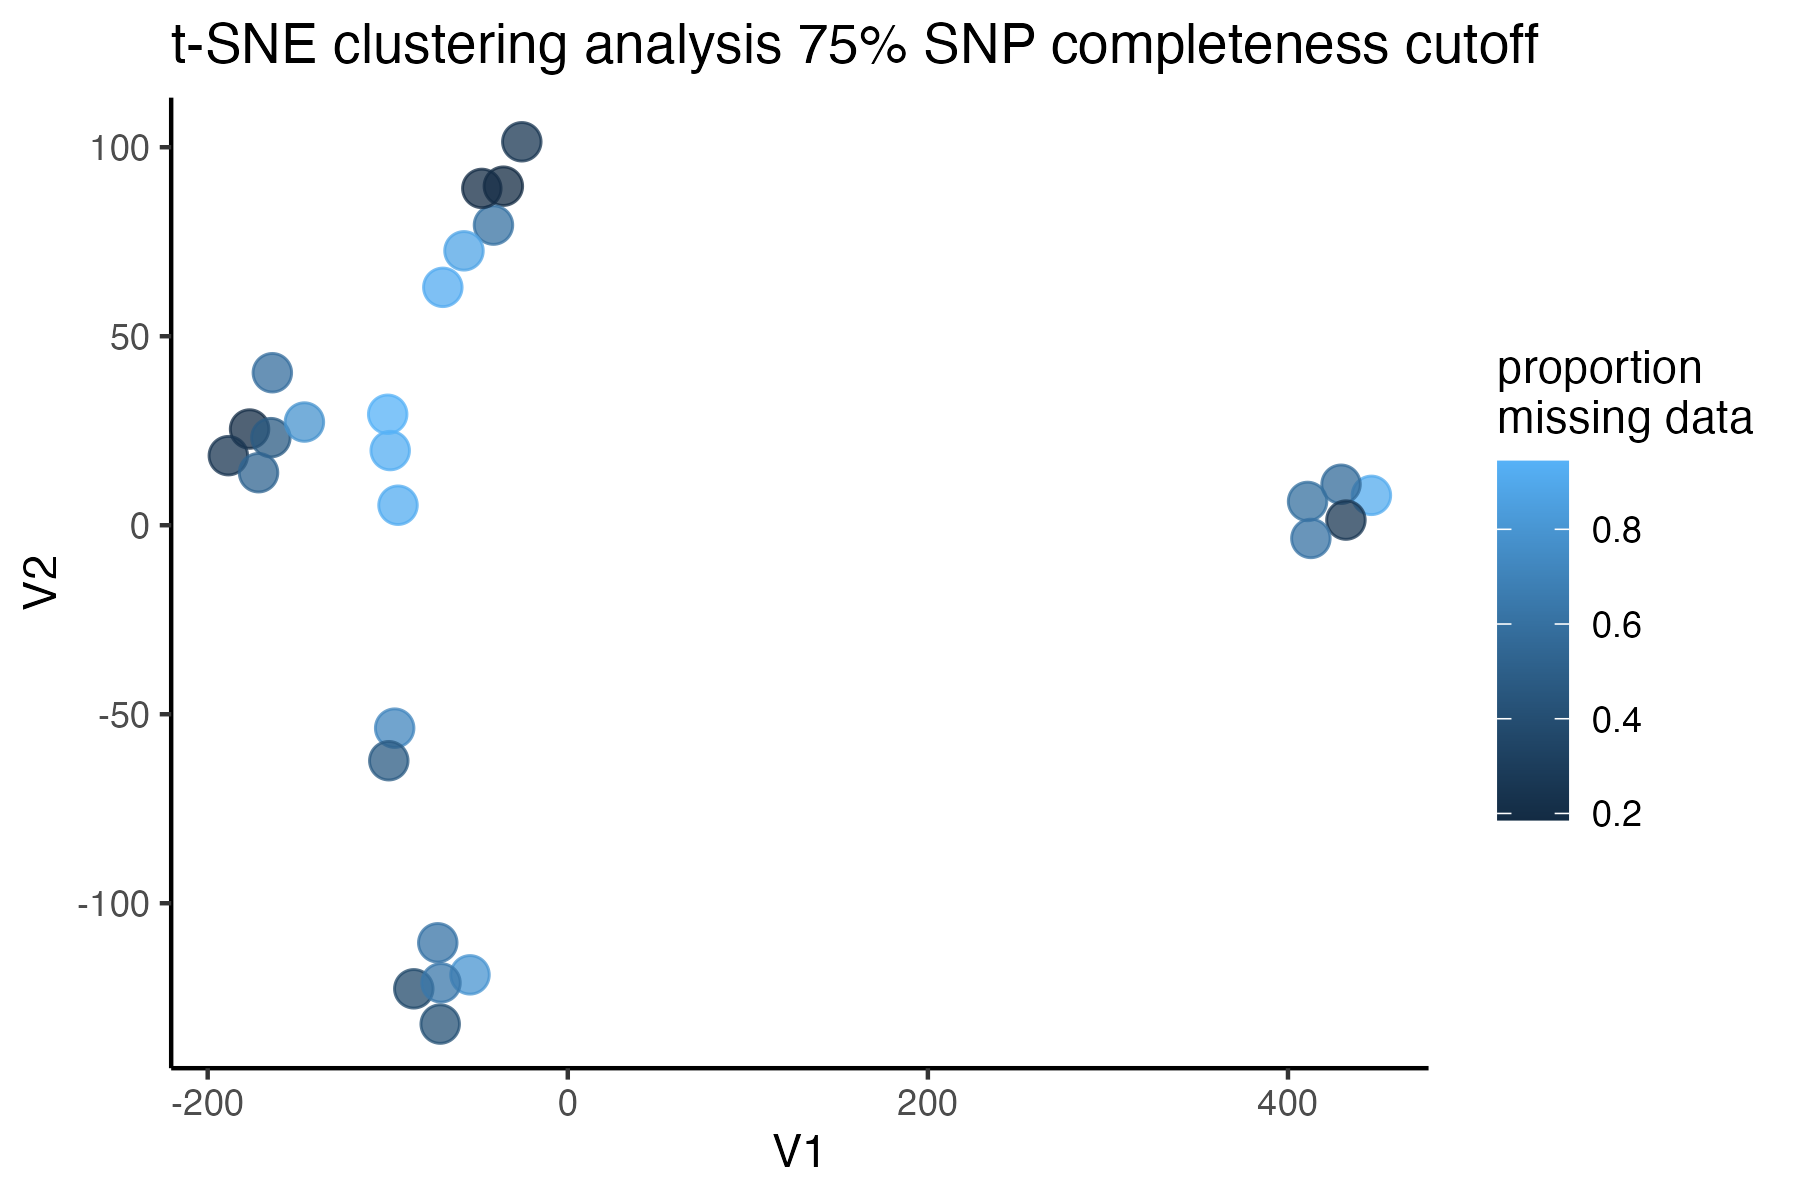 t-SNE clustering analysis 75% SNP completeness cutoff
100
50
0
-50
-100
V2
-200
0
200
400
V1
proportion
missing data
0.8
0.6
0.4
0.2